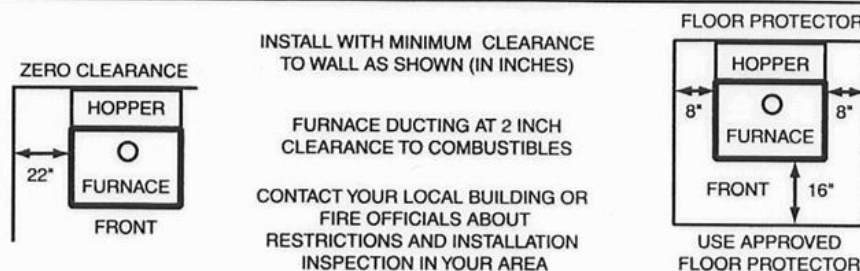 ZERO CLEARANCE
HOPPER
22"
FURNACE
FRONT
INSTALL WITH MINIMUM CLEARANCE
TO WALL AS SHOWN (IN INCHES)
FURNACE DUCTING AT 2 INCH
CLEARANCE TO COMBUSTIBLES
CONTACT YOUR LOCAL BUILDING OR
FIRE OFFICIALS ABOUT
RESTRICTIONS AND INSTALLATION
INSPECTION IN YOUR AREA
FLOOR PROTECTOR
HOPPER
8" 8"
FURNACE
FRONT 16"
USE APPROVED
FLOOR PROTECTOR